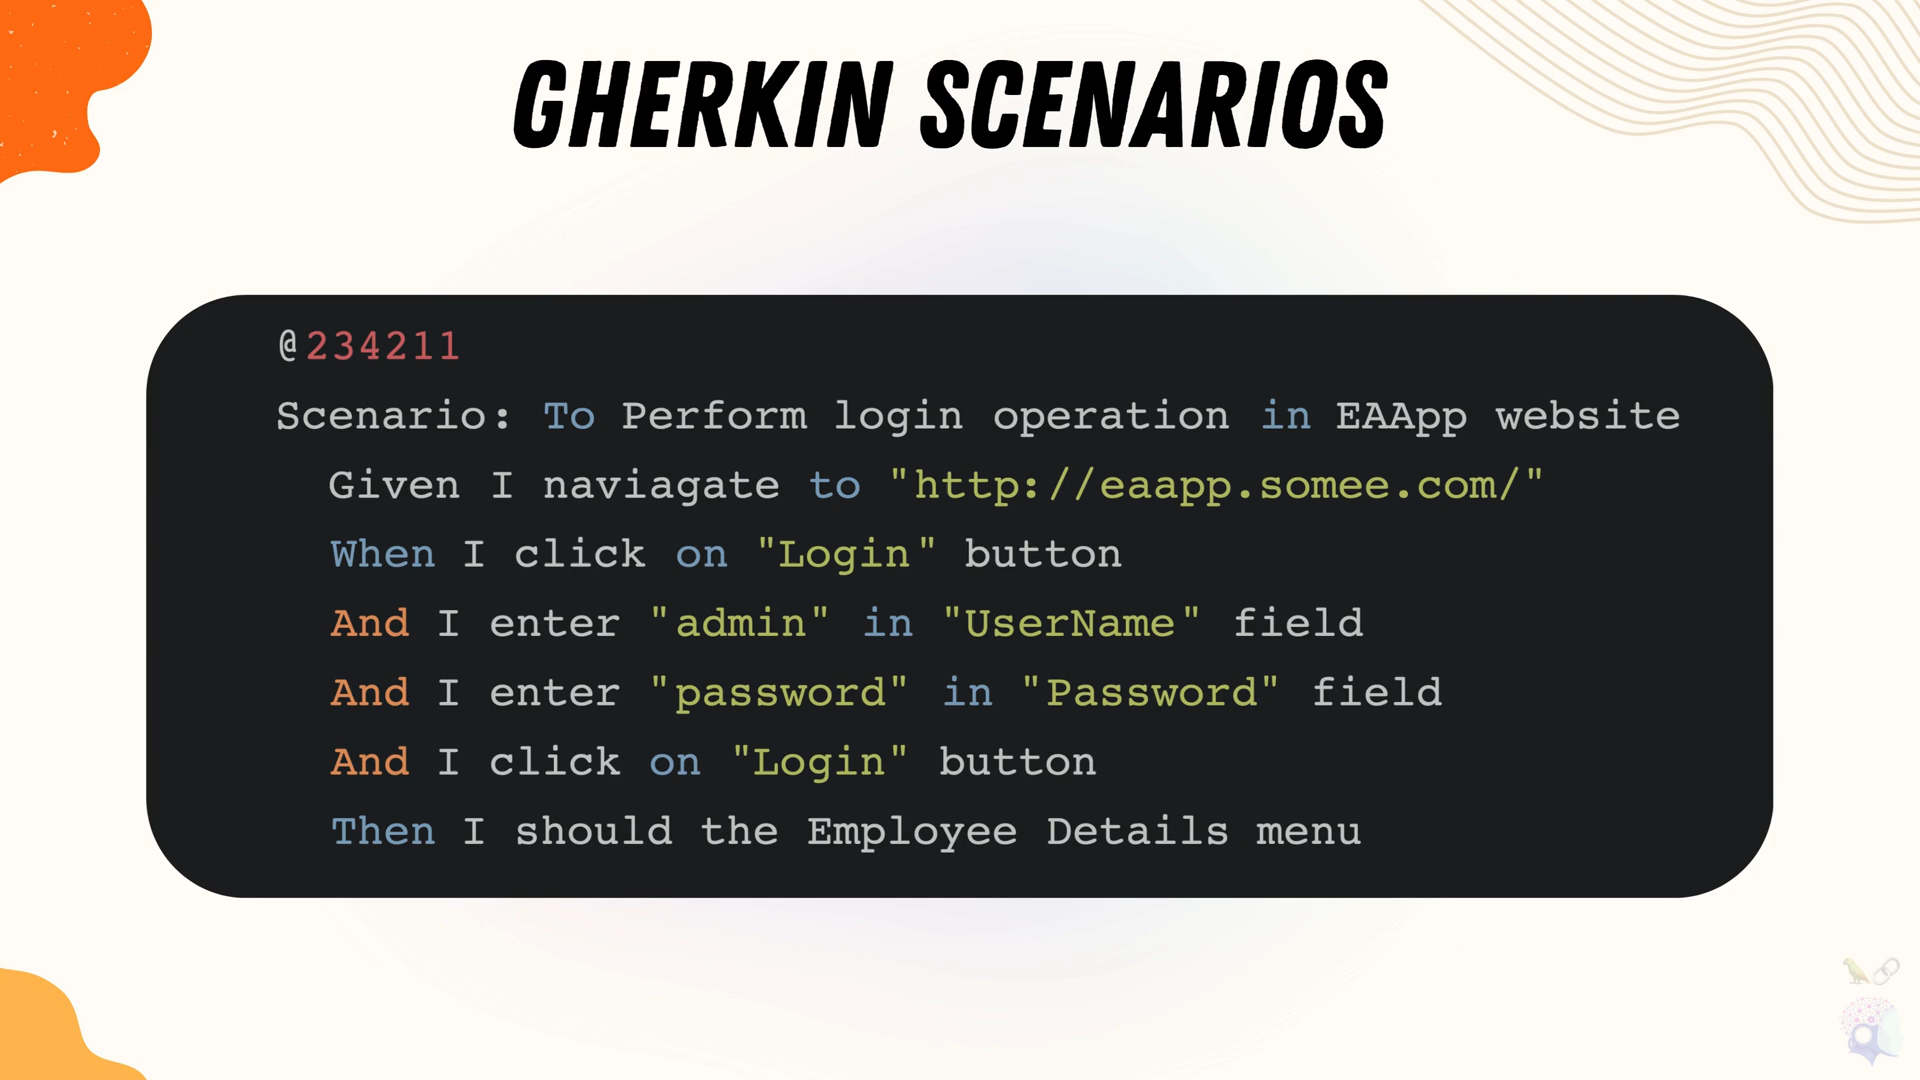 GHERKIN SCENARIOS
@234211
Scenario: To Perform login operation in EAApp website
Given I naviagate to "http://eaapp.somee.com/"
When I click on "Login" button
And I enter "admin" in "UserName" field
And I enter "password" in "Password" field
And I click on "Login" button
Then I should the Employee Details menu